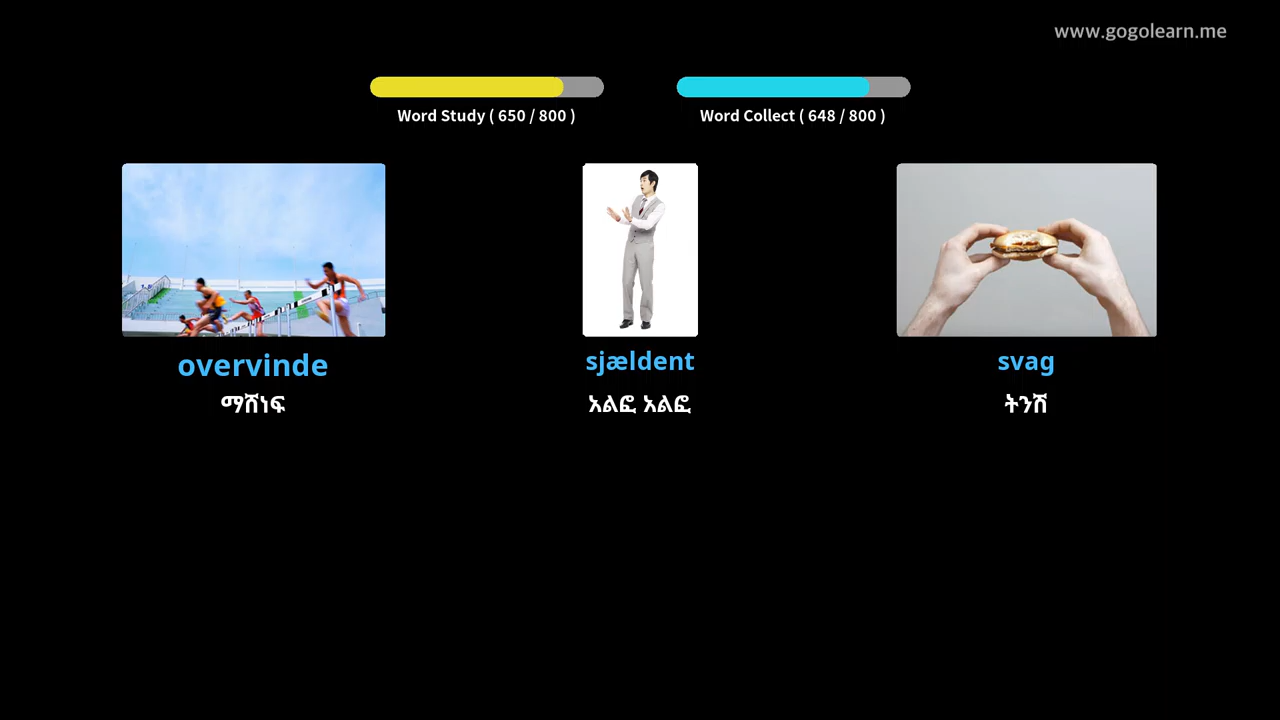 www.gogolearn.me
Word Study ( 650 / 800 )
Word Collect ( 648 / 800 )
overvinde
sjældent
svag
ማሸነፍ
አልፎ አልፎ
ትንሽ